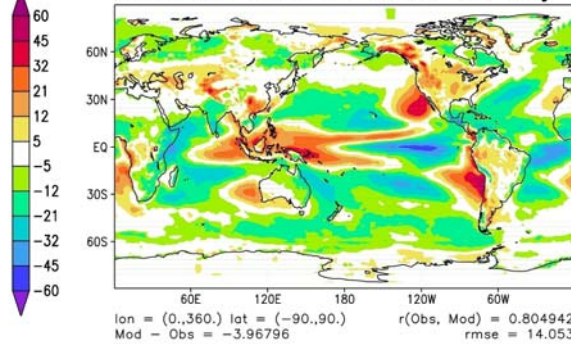 60
45
32
21
12
5
-5
-12
-21
-32
-45
-60
60N
30N
EQ
30S
60S
60E 120E 180 120W 60W
lon = (0.,360.) lat = (-90.,90.) r(Obs, Mod) = 0.804942
Mod - Obs = -3.96796 rmse = 14.053